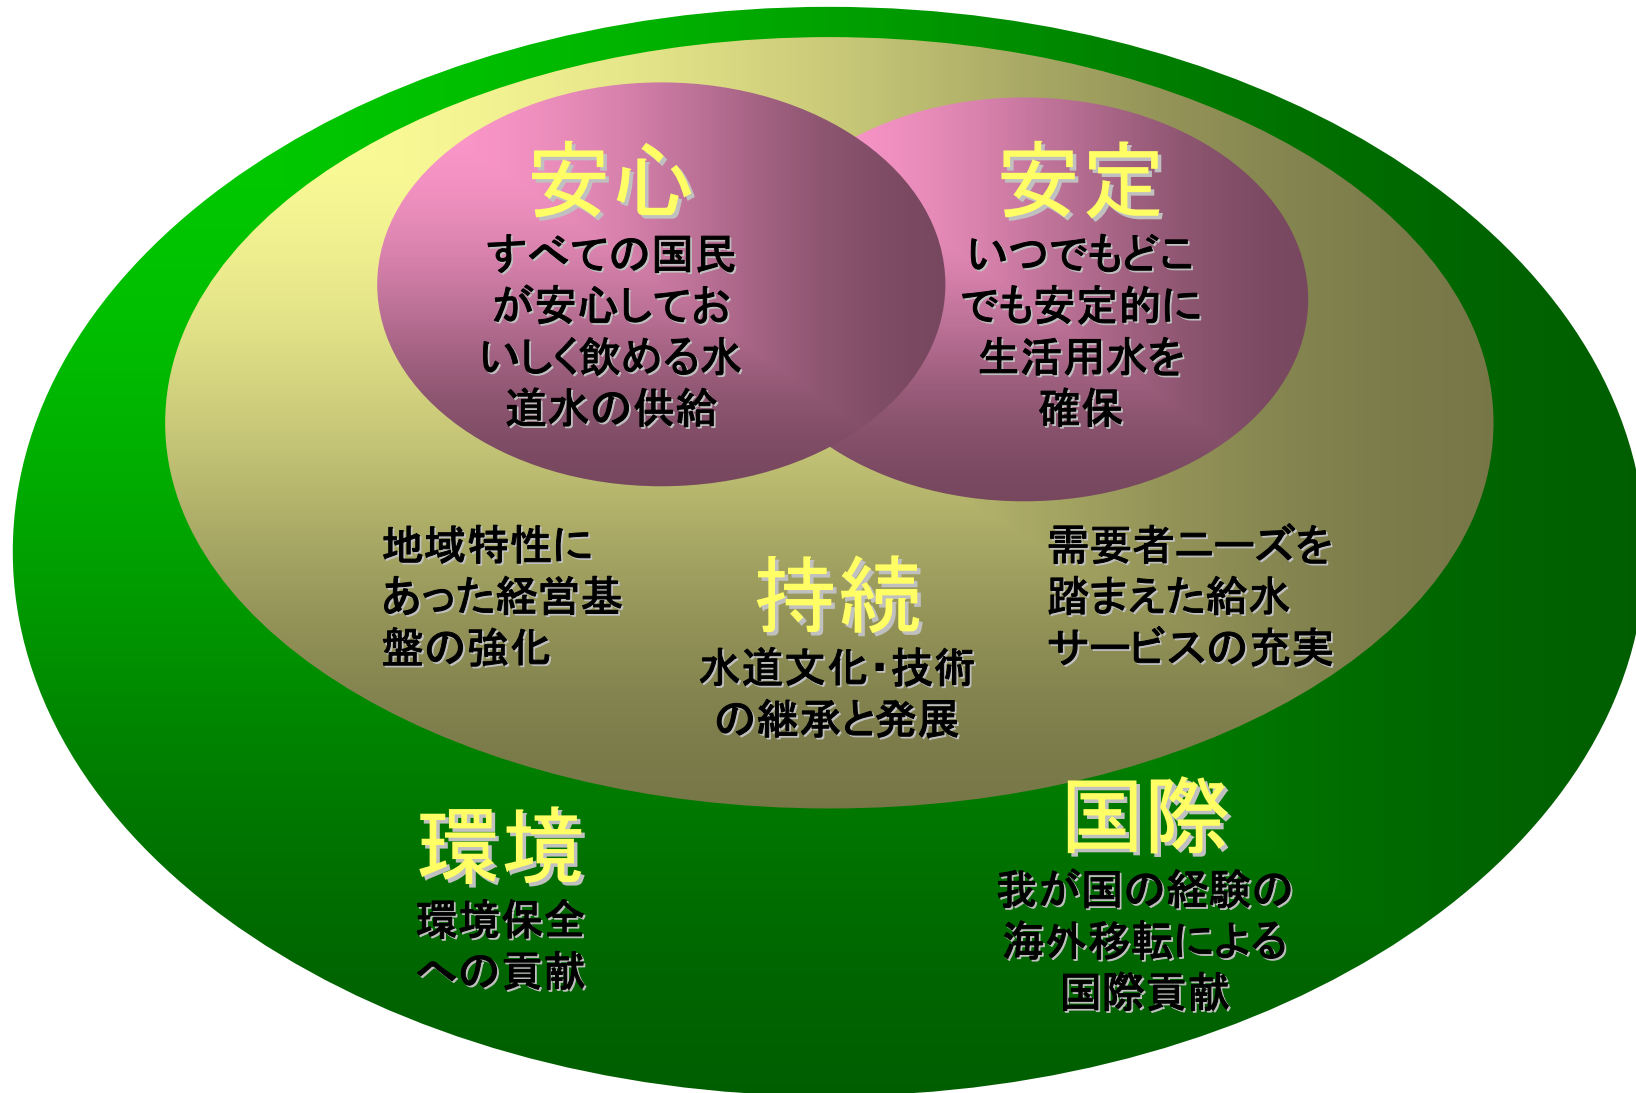 安心
すべての国民
が安心してお
いしく飲める水
道水の供給
安定
いつでもどこ
でも安定的に
生活用水を
確保
地域特性に
あった経営基
盤の強化
持続
水道文化・技術
の継承と発展
需要者ニーズを
踏まえた給水
サービスの充実
環境
環境保全
への貢献
国際
我が国の経験の
海外移転による
国際貢献